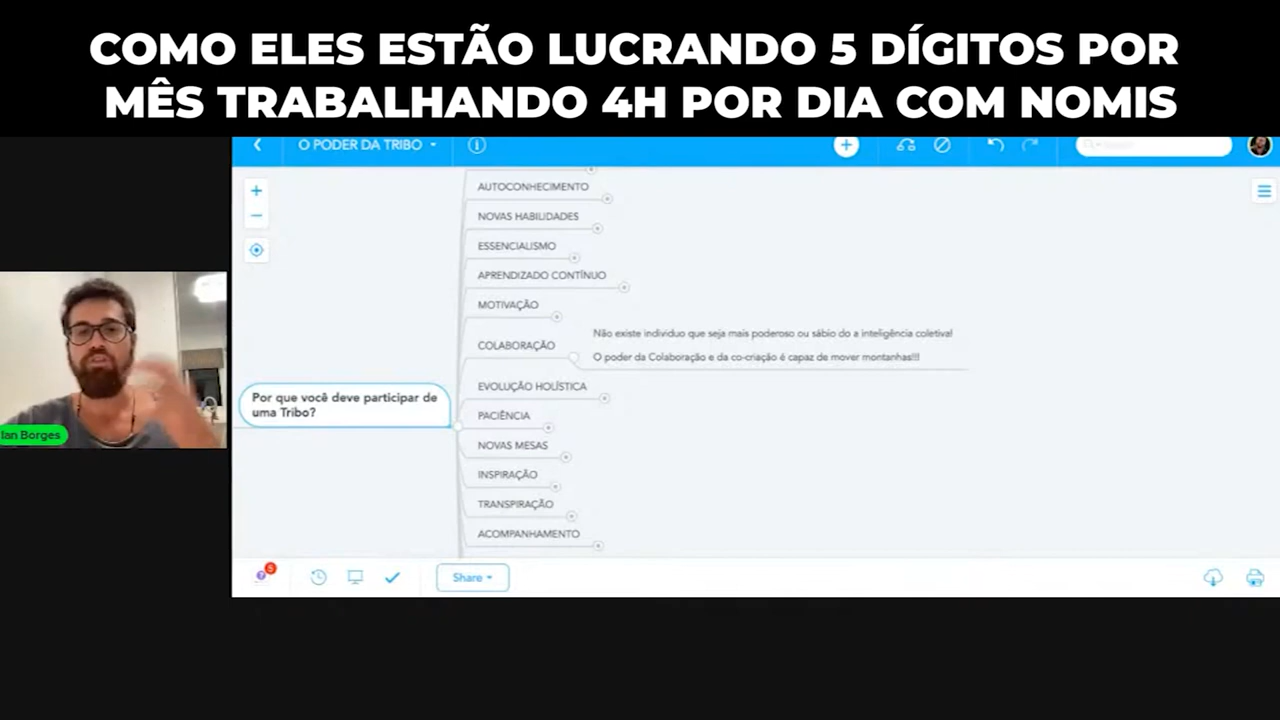 COMO ELES ESTÃO LUCRANDO 5 DÍGITOS POR
MÊS TRABALHANDO 4H POR DIA COM NOMIS
O PODER DA TRIBO
AUTOCONHECIMENTO
NOVAS HABILIDADES
ESSENCIALISMO
APRENDIZADO CONTÍNUO
MOTIVAÇÃO
COLABORAÇÃO
Não existe individuo que seja mais poderoso ou sábio do a inteligência coletiva!
O poder da Colaboração e da co-criação é capaz de mover montanhas!!!
EVOLUÇÃO HOLÍSTICA
Por que você deve participar de
uma Tribo?
PACIÊNCIA
NOVAS MESAS
INSPIRAÇÃO
TRANSPIRAÇÃO
ACOMPANHAMENTO
lan Borges
5
Share